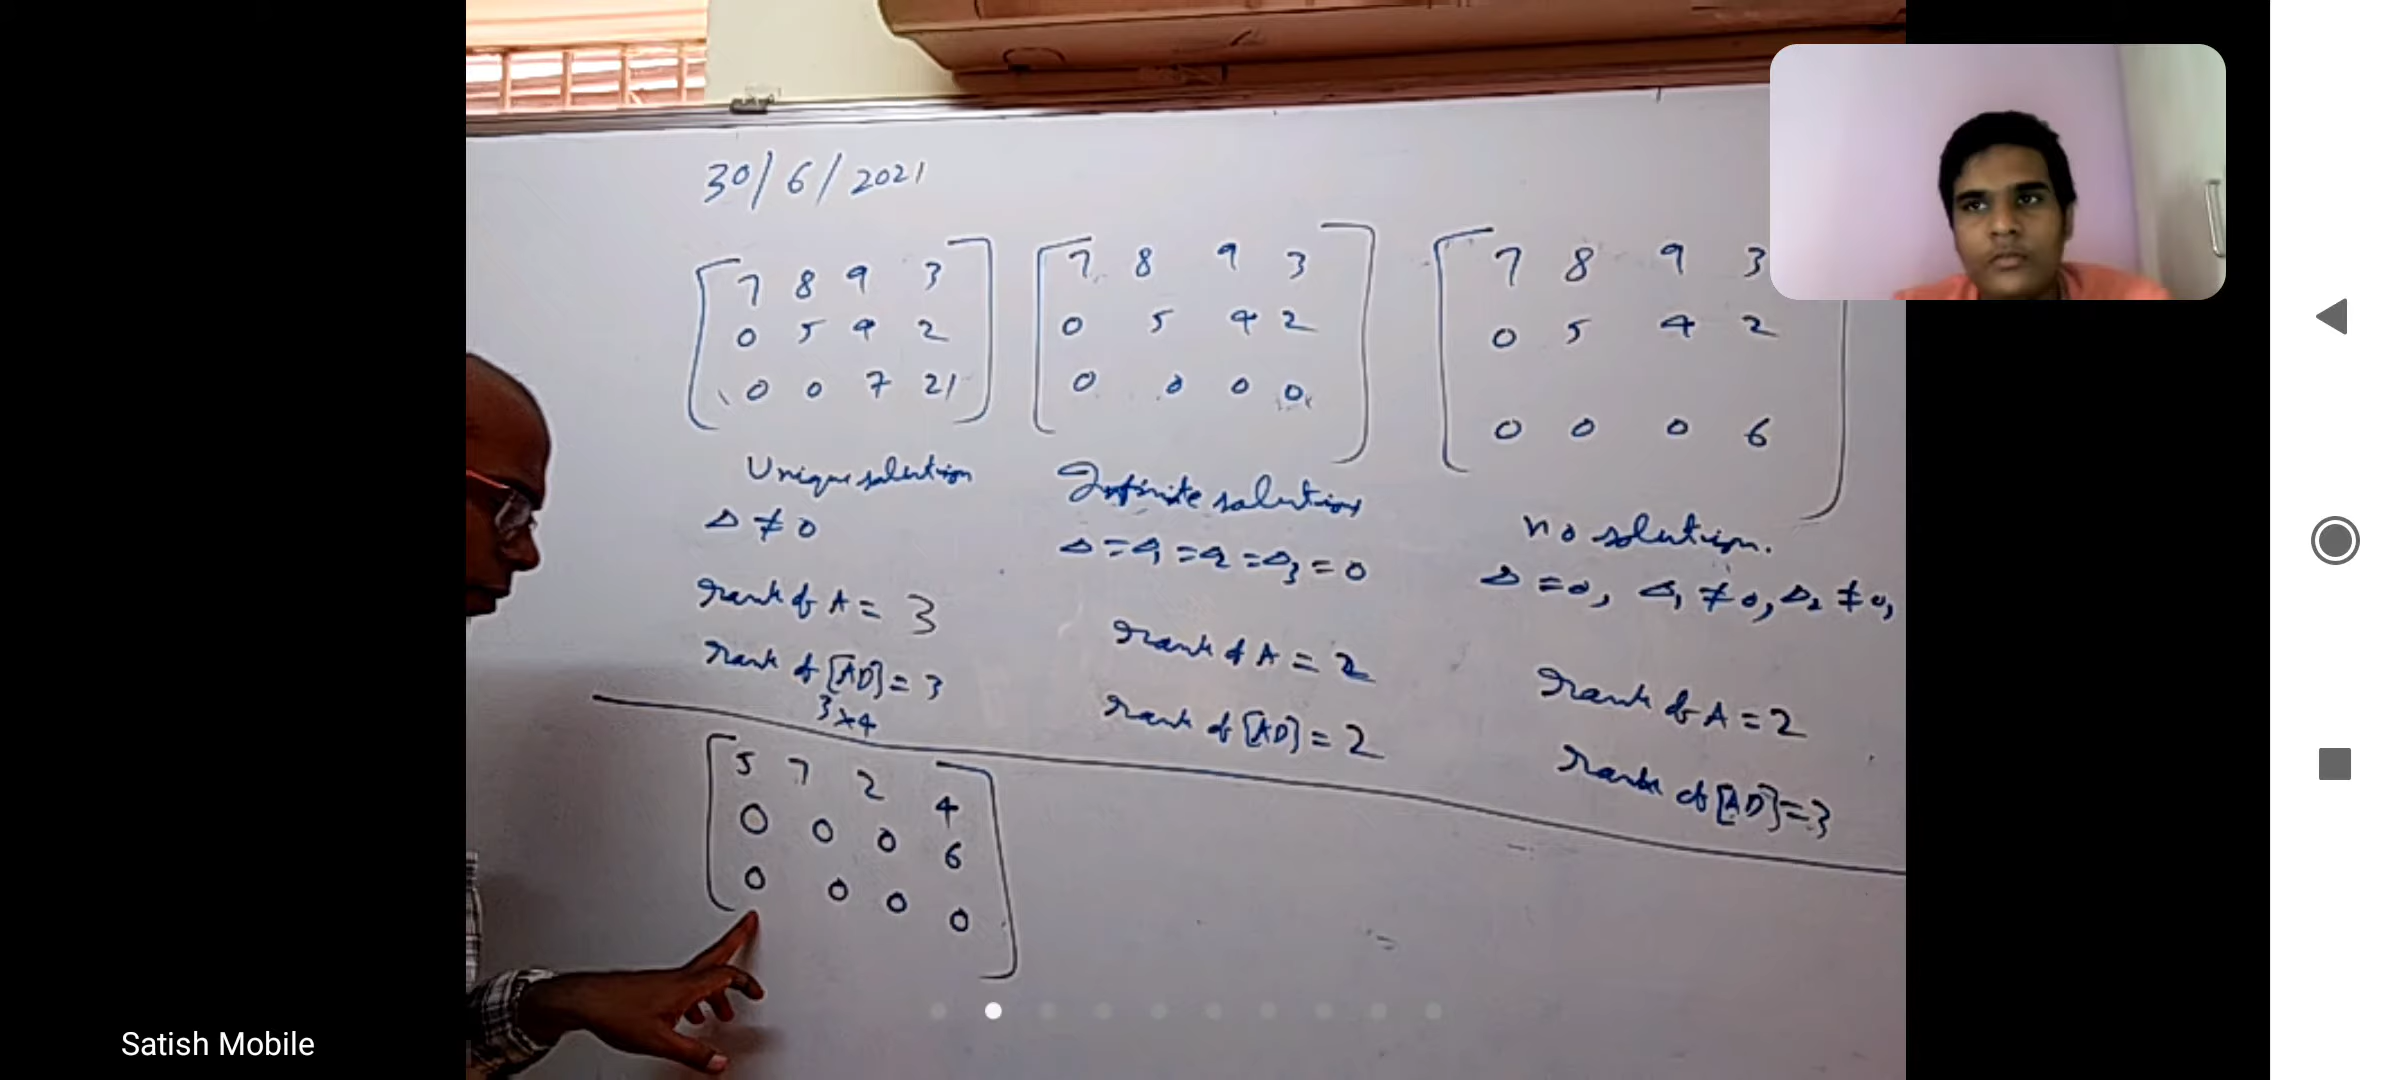 30/6/2021
7 8 9 3
0 5 4 2
0 0 7 21
Unique solution
Δ ≠ 0
rank of A = 3
rank of [AD] = 3
3×4
7 8 9 3
0 5 4 2
0 0 0 0
Infinite solutions
Δ = Δ1 = Δ2 = Δ3 = 0
rank of A = 2
rank of [AD] = 2
7 8 9 3
0 5 4 2
0 0 0 6
no solution.
Δ = 0, Δ1 ≠ 0, Δ2 ≠ 0,
rank of A = 2
rank of [AD] = 3
5 7 2 4
0 0 0 6
0 0 0 0
Satish Mobile